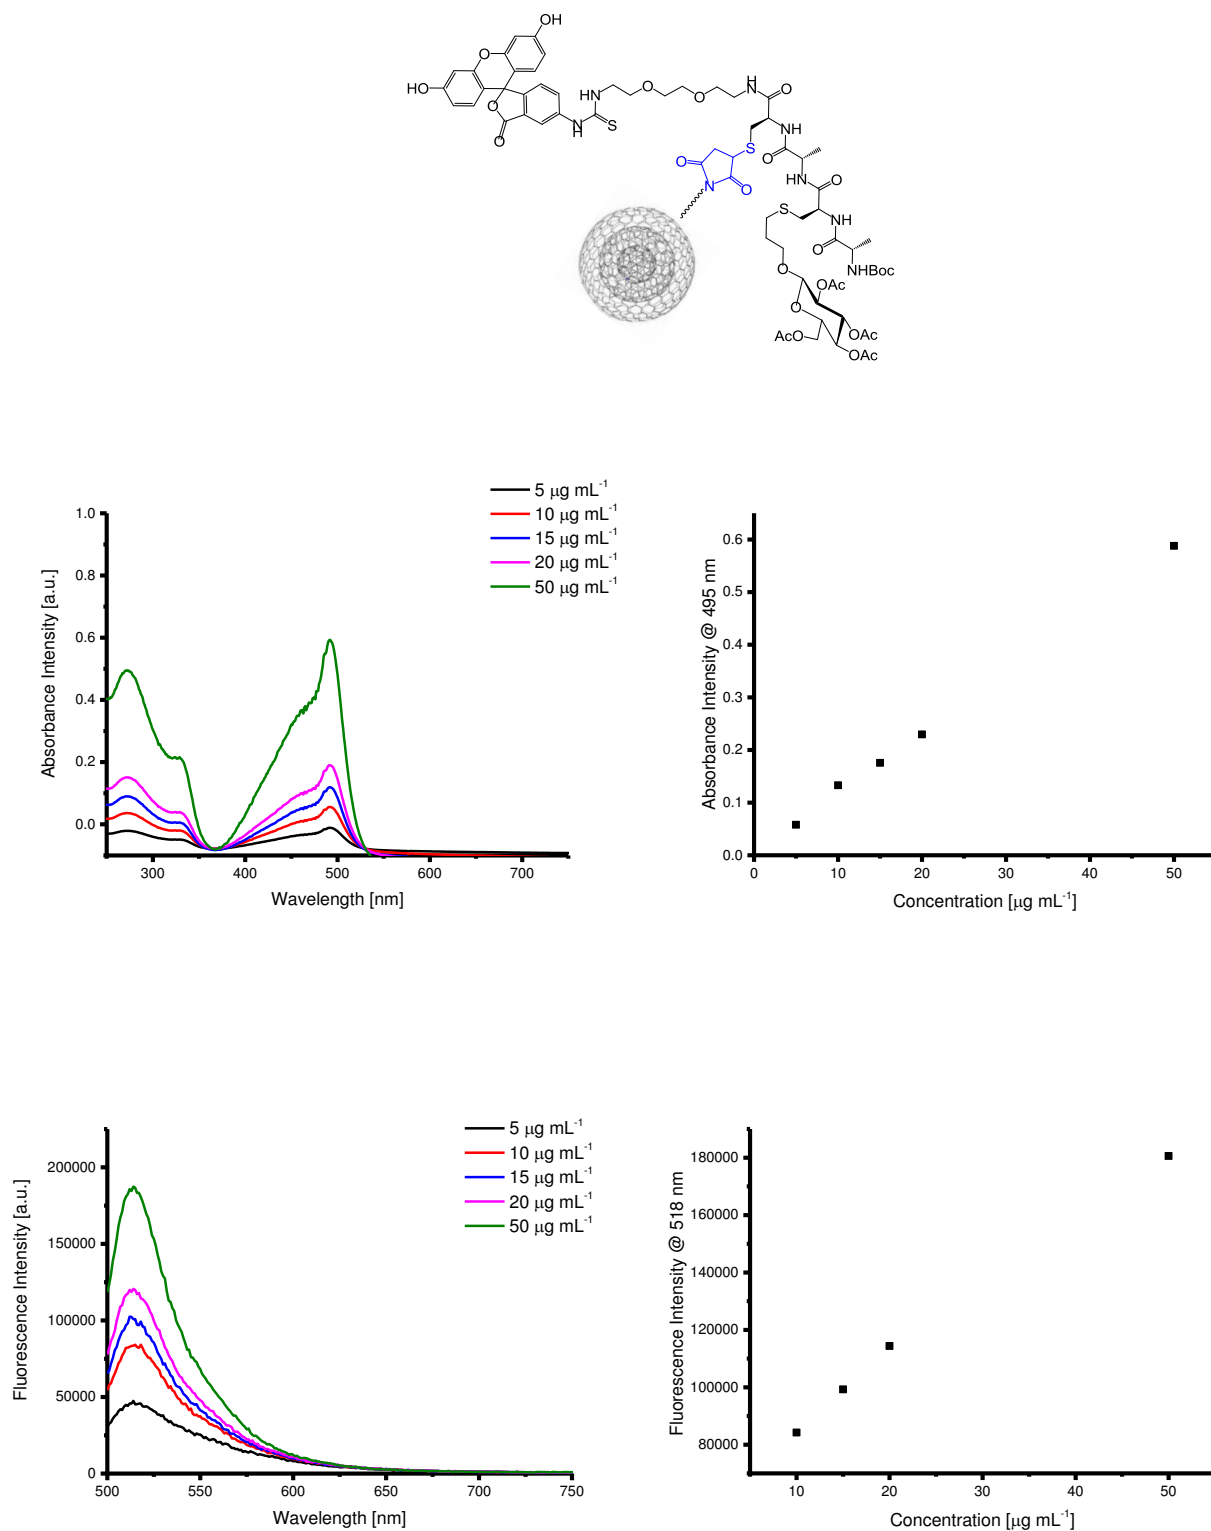 OH
O
HO
O
O
N
H
S
N
H
O
O
H
N
O
S
NH
O
O
N
O
NH
O
S
NH
O
NHBoc
O
O
OAc
AcO
OAc
OAc
5 μg mL-1
10 μg mL-1
15 μg mL-1
20 μg mL-1
50 μg mL-1
1.0
0.8
0.6
0.4
0.2
0.0
Absorbance Intensity [a.u.]
300 400 500 600 700
Wavelength [nm]
0.6
0.5
0.4
0.3
0.2
0.1
0.0
Absorbance Intensity @ 495 nm
0 10 20 30 40 50
Concentration [μg mL-1]
5 μg mL-1
10 μg mL-1
15 μg mL-1
20 μg mL-1
50 μg mL-1
200000
150000
100000
50000
0
Fluorescence Intensity [a.u.]
500 550 600 650 700 750
Wavelength [nm]
180000
160000
140000
120000
100000
80000
Fluorescence Intensity @ 518 nm
10 20 30 40 50
Concentration [μg mL-1]